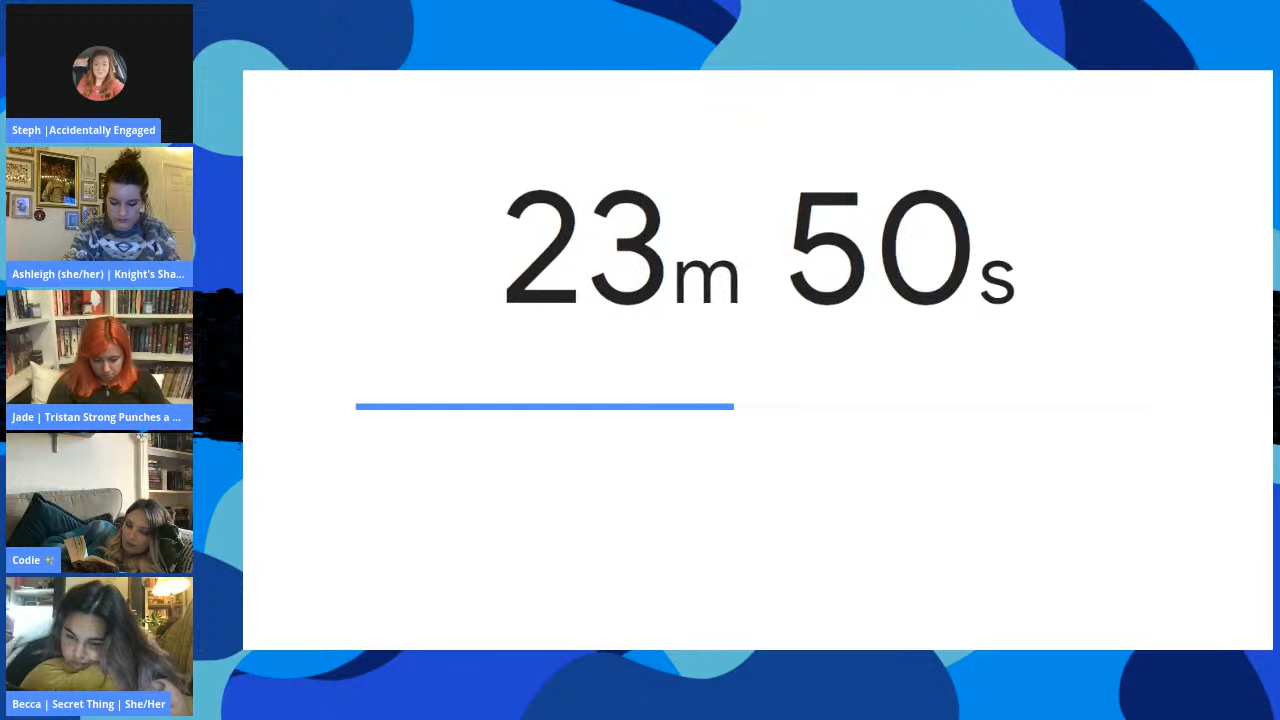 Steph |Accidentally Engaged
23m 50s
Ashleigh (she/her) | Knight's Sha...
Jade | Tristan Strong Punches a ...
Codie ✨
Becca | Secret Thing | She/Her